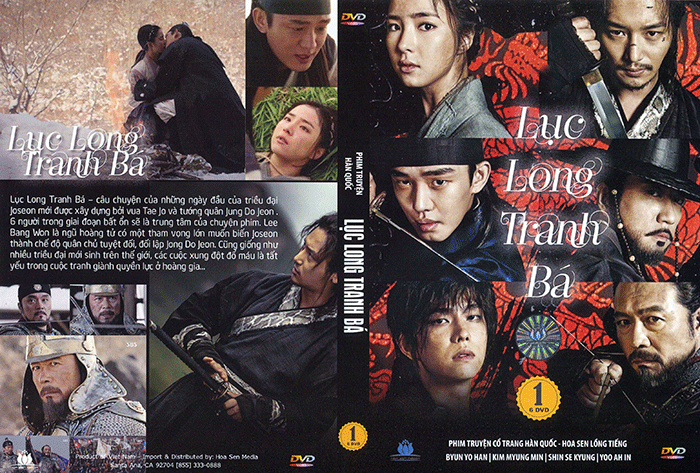 Lục Long
Tranh Bá
Lục Long Tranh Bá – câu chuyện của những ngày đầu của triều đại
Joseon mới được xây dựng bởi vua Tae Jo và tướng quân Jung Do Jeon .
6 người trong giai đoạn bất ổn sẽ là trung tâm của chuyện phim. Lee
Bang Won là ngũ hoàng tử có một tham vọng lớn muốn biến Joseon
thành chế độ quân chủ tuyệt đối, đối lập Jong Do Jeon. Cũng giống như
nhiều triều đại mới sinh trên thế giới, các cuộc xung đột đổ máu là tất
yếu trong cuộc tranh giành quyền lực ở hoàng gia...
SBS
Product of Viet Nam - Import & Distributed by: Hoa Sen Media
Santa Ana, CA 92704 [855] 333-0888
DVD
DVD
PHIM TRUYỆN
HÀN QUỐC
LỤC LONG TRANH BÁ
1
6 DVD
Lục
Long
Tranh
Bá
1
6 DVD
PHIM TRUYỆN CỔ TRANG HÀN QUỐC - HOA SEN LỒNG TIẾNG
BYUN YO HAN | KIM MYUNG MIN | SHIN SE KYUNG | YOO AH IN
DVD